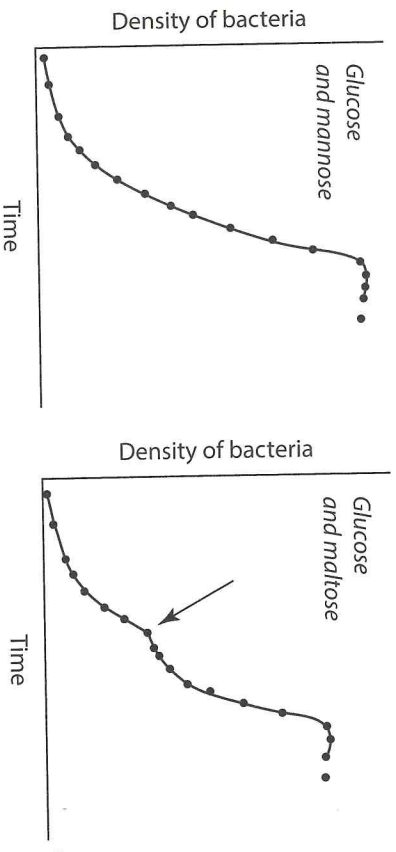 Density of bacteria
Glucose
and mannose
Time
Density of bacteria
Glucose
and maltose
Time